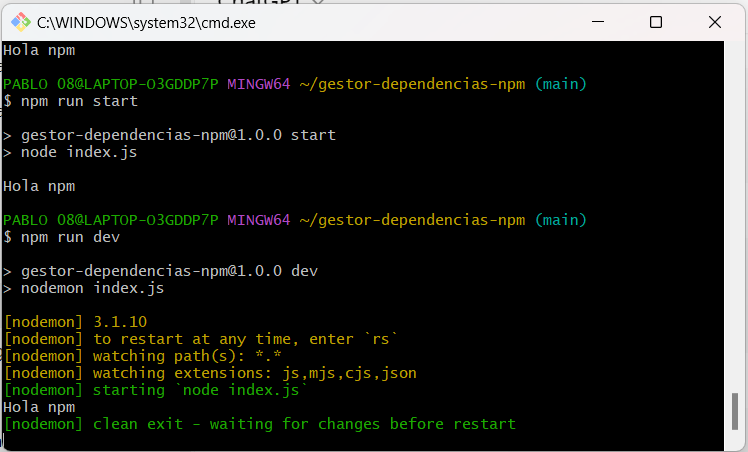 C:\WINDOWS\system32\cmd.exe
Hola npm
PABLO 08@LAPTOP-O3GDDP7P MINGW64 ~/gestor-dependencias-npm (main)
$ npm run start
> gestor-dependencias-npm@1.0.0 start
> node index.js
Hola npm
PABLO 08@LAPTOP-O3GDDP7P MINGW64 ~/gestor-dependencias-npm (main)
$ npm run dev
> gestor-dependencias-npm@1.0.0 dev
> nodemon index.js
[nodemon] 3.1.10
[nodemon] to restart at any time, enter `rs`
[nodemon] watching path(s): *.*
[nodemon] watching extensions: js,mjs,cjs,json
[nodemon] starting `node index.js`
Hola npm
[nodemon] clean exit - waiting for changes before restart